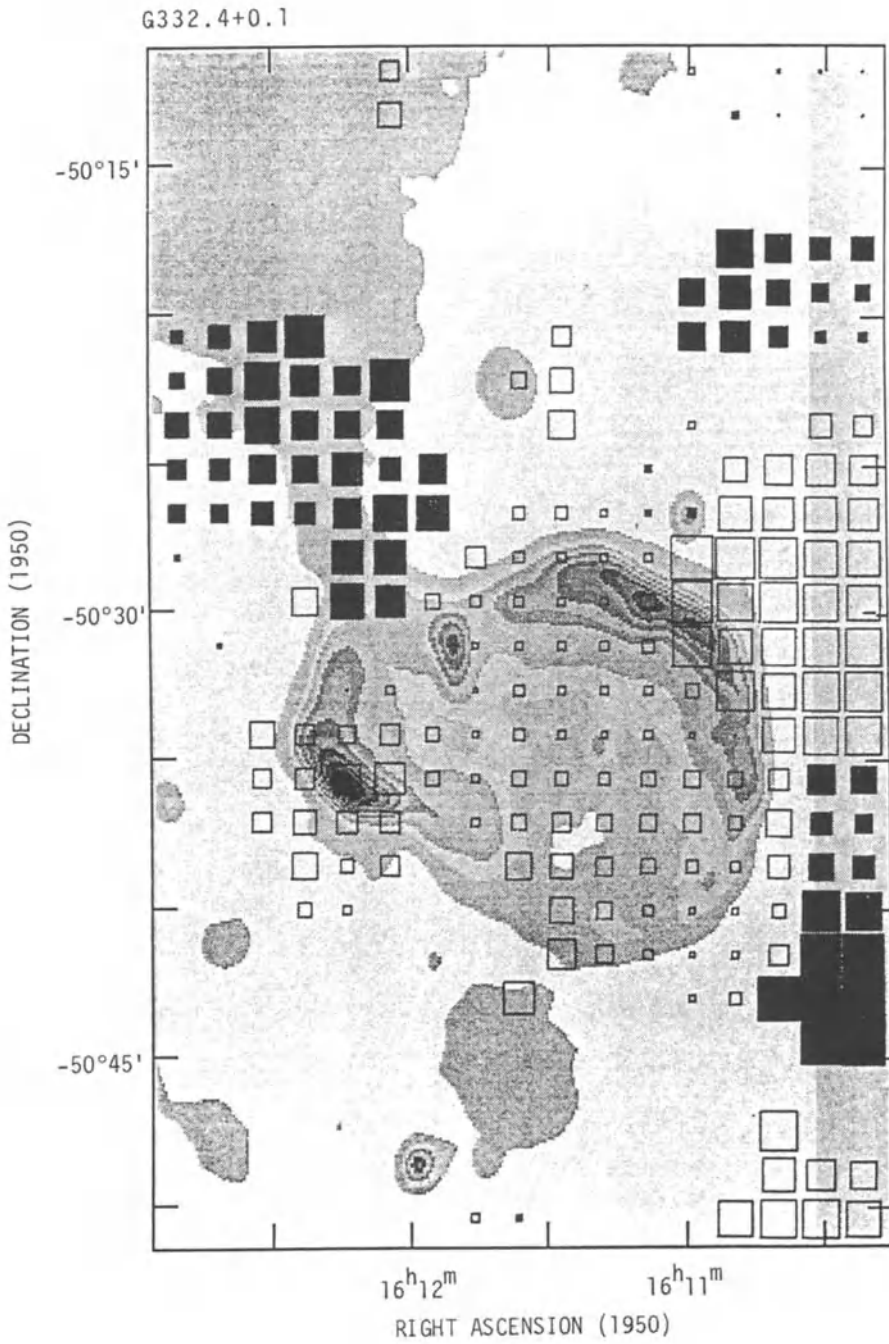 G332.4+0.1
-50°15'
-50°30'
-50°45'
DECLINATION (1950)
16h12m
16h11m
RIGHT ASCENSION (1950)